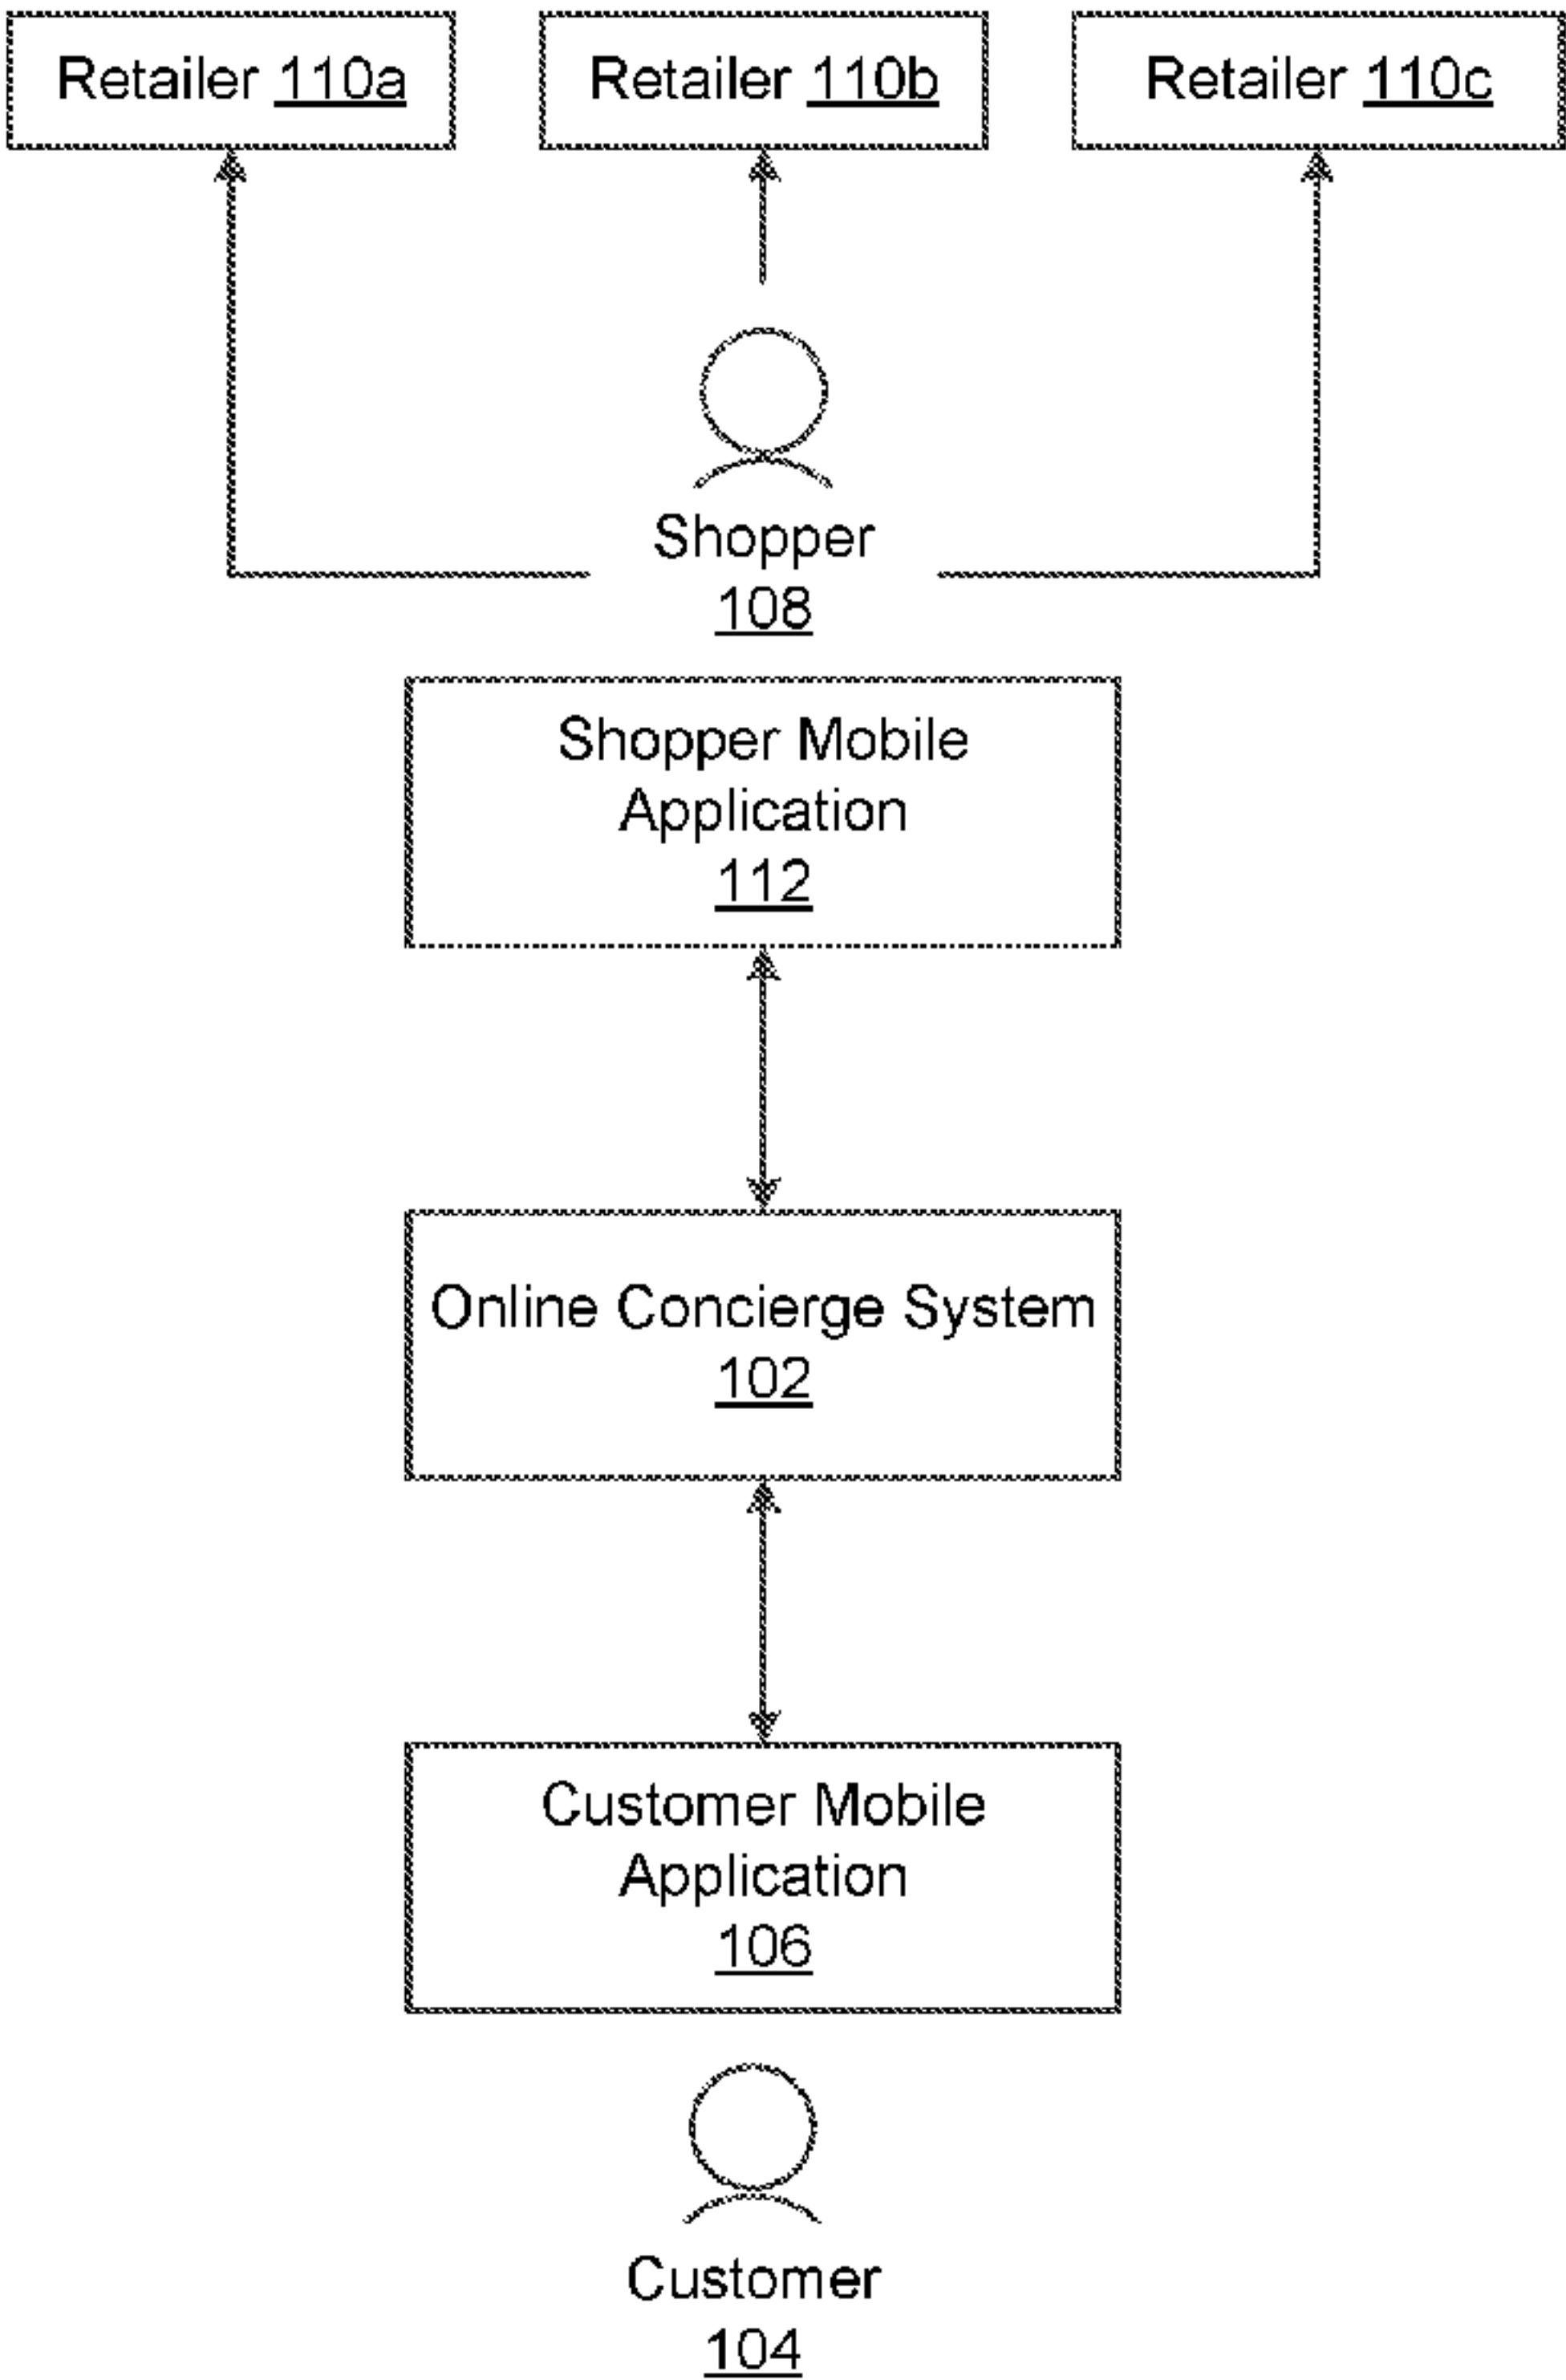 Retailer 110a
Retailer 110b
Retailer 110c
Shopper
108
Shopper Mobile
Application
112
Online Concierge System
102
Customer Mobile
Application
106
Customer
104